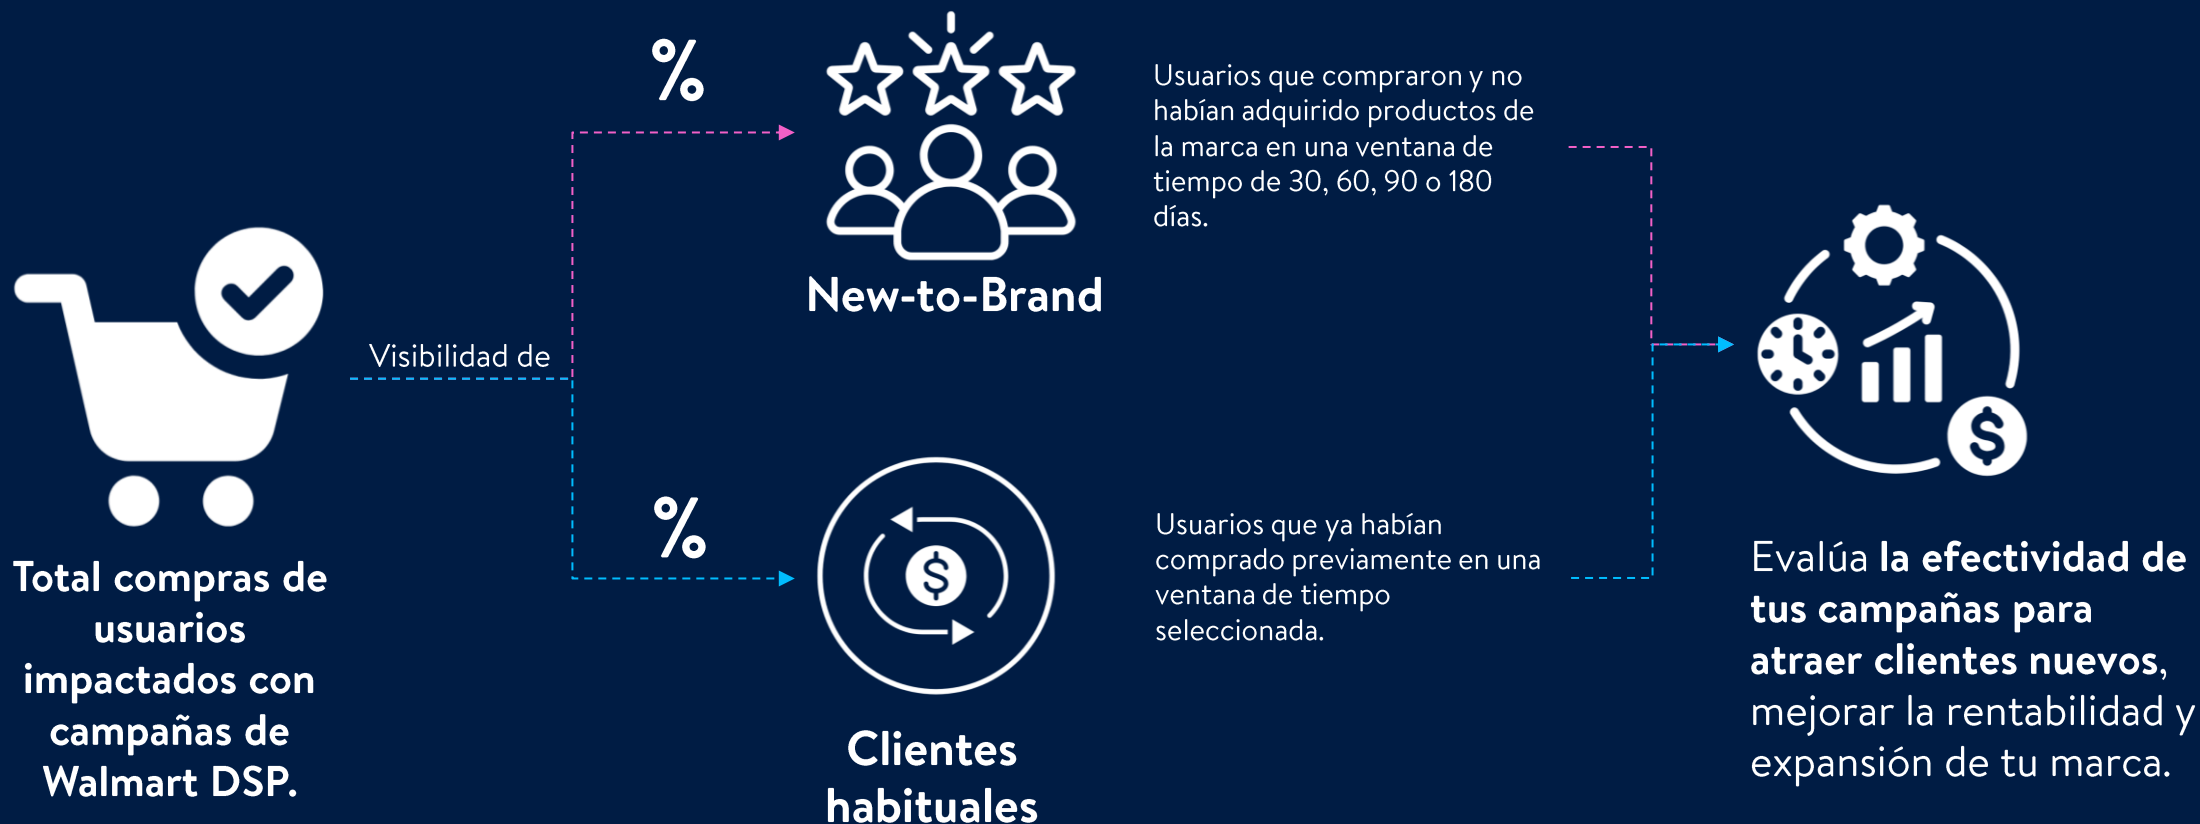 Total compras de
usuarios
impactados con
campañas de
Walmart DSP.
Visibilidad de
%
New-to-Brand
Usuarios que compraron y no
habían adquirido productos de
la marca en una ventana de
tiempo de 30, 60, 90 o 180
días.
%
Clientes
habituales
Usuarios que ya habían
comprado previamente en una
ventana de tiempo
seleccionada.
$
$
Evalúa la efectividad de
tus campañas para
atraer clientes nuevos,
mejorar la rentabilidad y
expansión de tu marca.